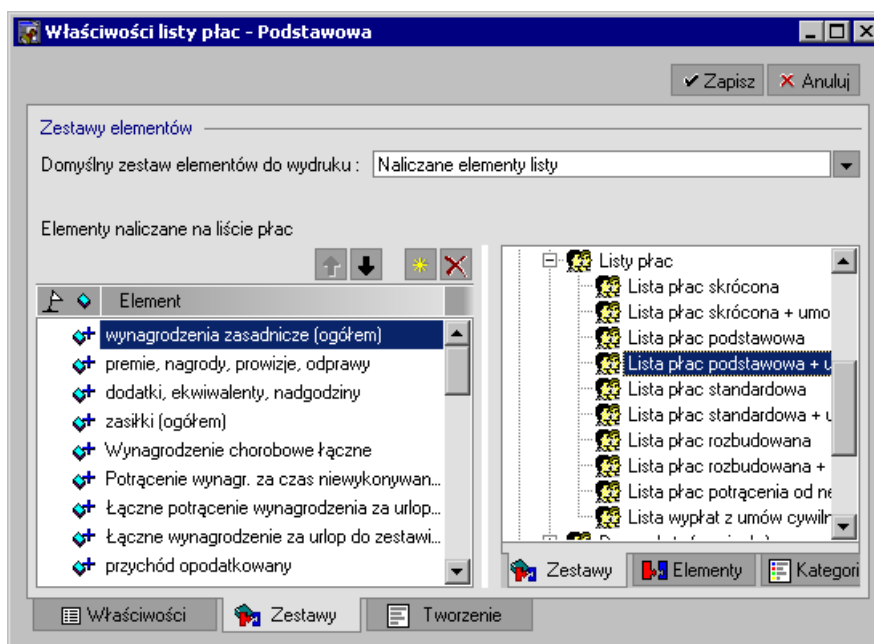 Właściwości listy płac - Podstawowa
Zapisz
Anuluj
Zestawy elementów
Domyślny zestaw elementów do wydruku :
Naliczane elementy listy
Elementy naliczane na liście płac
Element
wynagrodzenia zasadnicze (ogółem)
premie, nagrody, prowizje, odprawy
dodatki, ekwiwalenty, nadgodziny
zasiłki (ogółem)
Wynagrodzenie chorobowe łączne
Potrącenie wynagr. za czas niewykonywan...
Łączne potrącenie wynagrodzenia za urlop...
Łączne wynagrodzenie za urlop do zestawi...
przychód opodatkowany
Listy płac
Lista płac skrócona
Lista płac skrócona + umo
Lista płac podstawowa
Lista płac podstawowa + u
Lista płac standardowa
Lista płac standardowa + u
Lista płac rozbudowana
Lista płac rozbudowana +
Lista płac potrącenia od ne
Lista wypłat z umów cywiln
Zestawy
Elementy
Kategori
Właściwości
Zestawy
Tworzenie